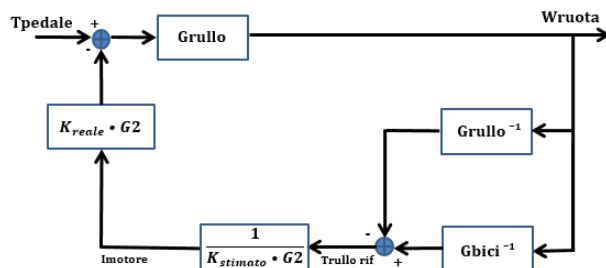 Tpedale
+
-
Grullo
Wruota
K_reale • G2
Grullo⁻¹
-
+
Gbici⁻¹
1
K_stimato • G2
Imotore
Trullo rif